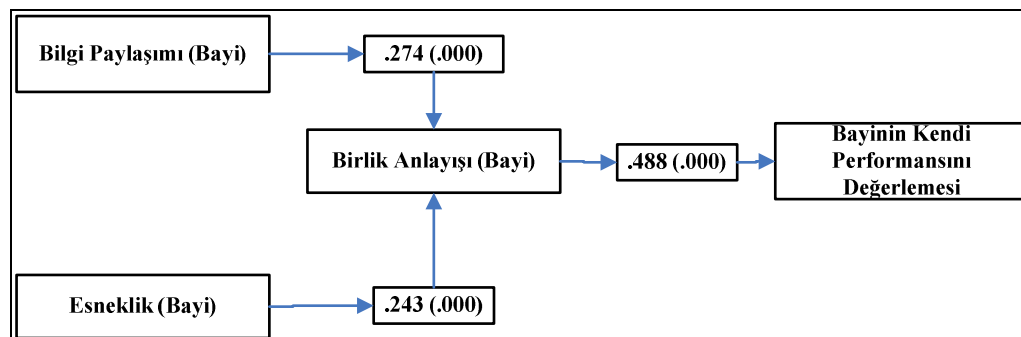 Bilgi Paylaşımı (Bayi)
.274 (.000)
Birlik Anlayışı (Bayi)
.488 (.000)
Bayinin Kendi
Performansını
Değerlemesi
Esneklik (Bayi)
.243 (.000)